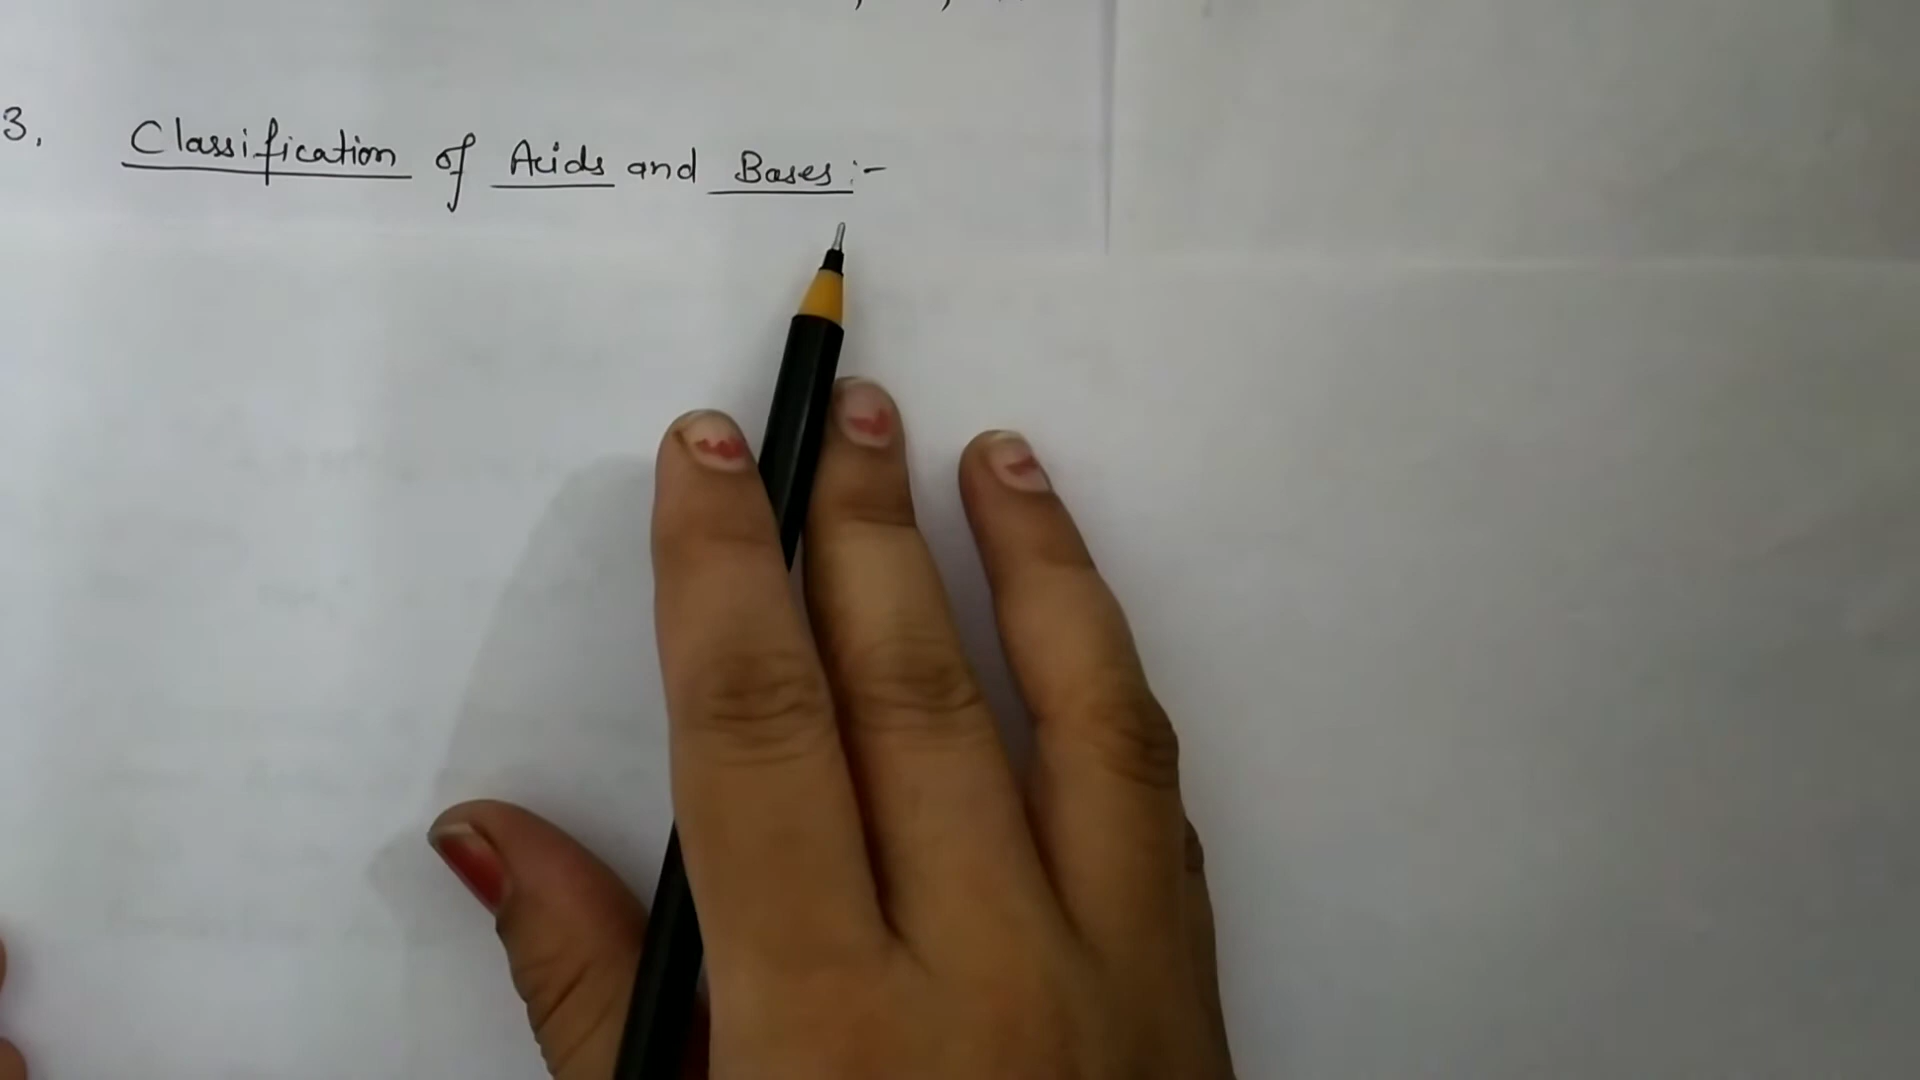 3. Classification of Acids and Bases :-